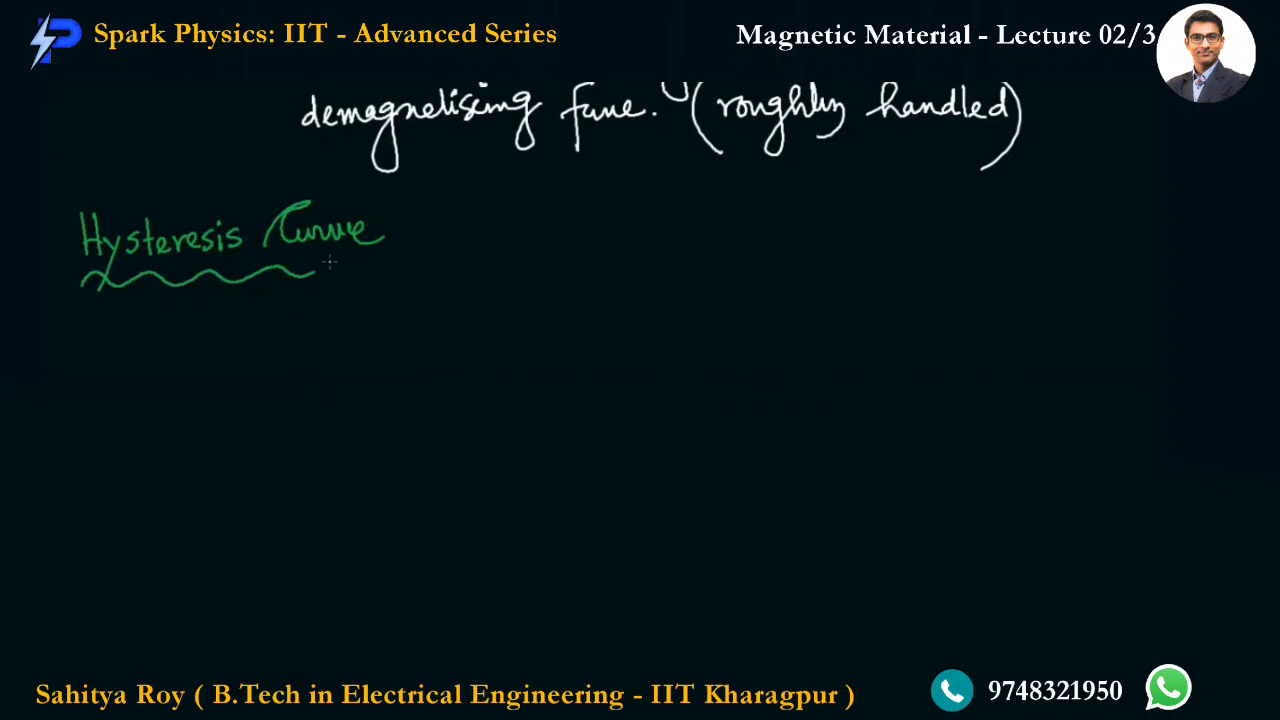 Spark Physics: IIT - Advanced Series
Magnetic Material - Lecture 02/3
demagnetising force. (roughly handled)
Hysteresis Curve
Sahitya Roy ( B.Tech in Electrical Engineering - IIT Kharagpur )
9748321950